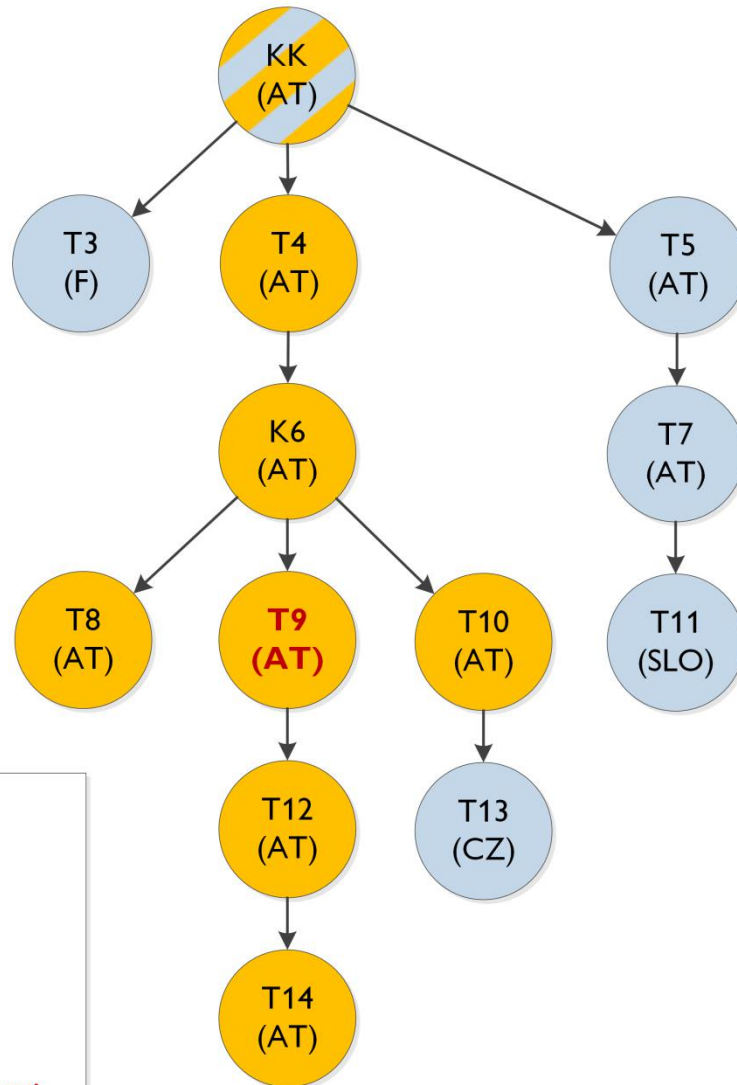 KK
(AT)
T3
(F)
T4
(AT)
T5
(AT)
K6
(AT)
T7
(AT)
T8
(AT)
T9
(AT)
T10
(AT)
T11
(SLO)
T12
(AT)
T13
(CZ)
T14
(AT)